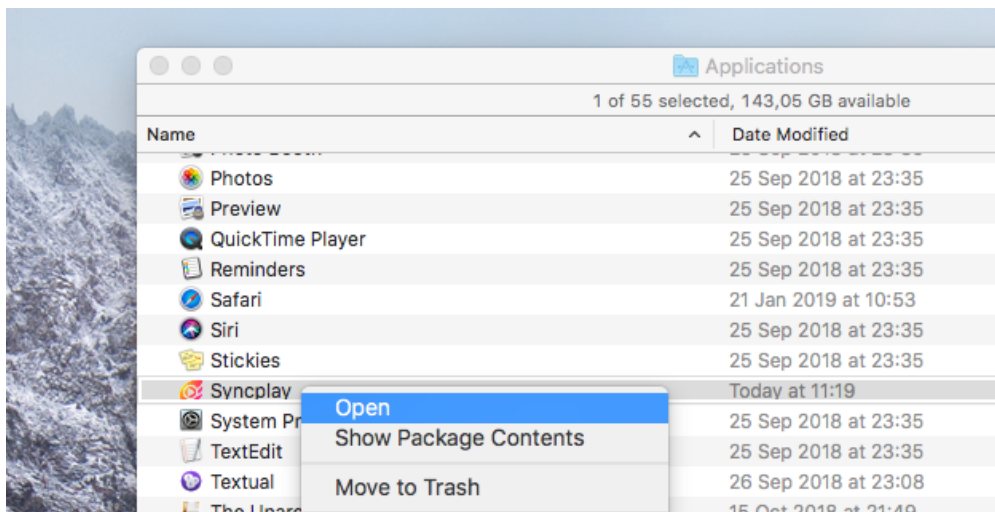 Applications
1 of 55 selected, 143,05 GB available
Name Date Modified
Photos 25 Sep 2018 at 23:35
Preview 25 Sep 2018 at 23:35
QuickTime Player 25 Sep 2018 at 23:35
Reminders 25 Sep 2018 at 23:35
Safari 21 Jan 2019 at 10:53
Siri 25 Sep 2018 at 23:35
Stickies 25 Sep 2018 at 23:35
Syncplay Today at 11:19
Open
System Pr 25 Sep 2018 at 23:35
Show Package Contents
TextEdit 25 Sep 2018 at 23:35
Textual 26 Sep 2018 at 23:08
Move to Trash
15 Oct 2018 at 21:49